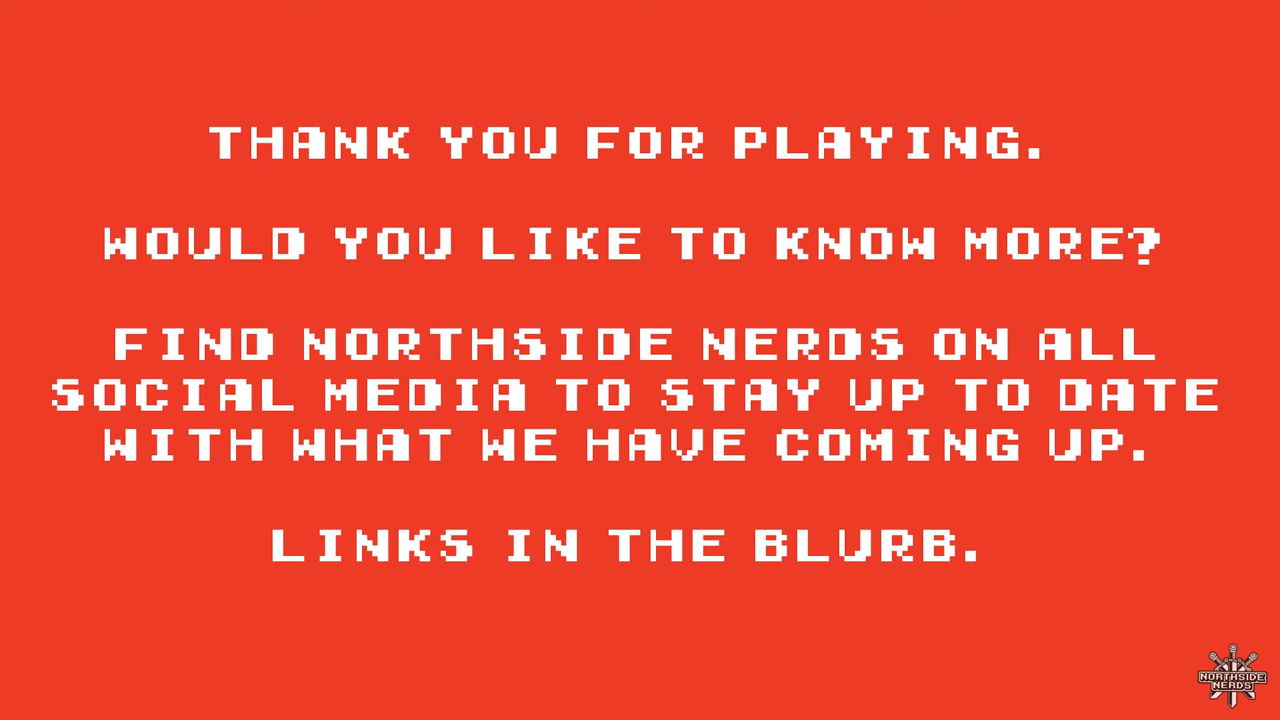 THANK YOU FOR PLAYING.
WOULD YOU LIKE TO KNOW MORE?
FIND NORTHSIDE NERDS ON ALL
SOCIAL MEDIA TO STAY UP TO DATE
WITH WHAT WE HAVE COMING UP.
LINKS IN THE BLURB.
NORTHSIDE
NERDS